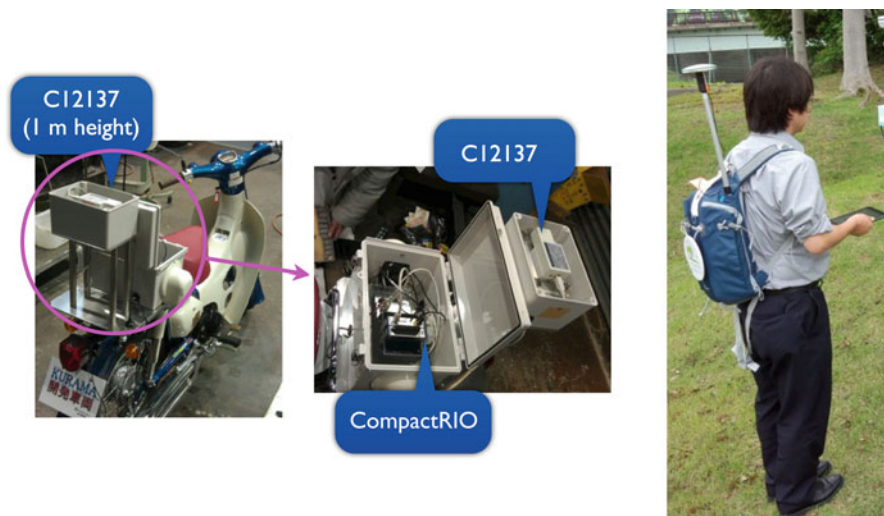 C12137
(1 m height)
C12137
CompactRIO
KURAMA
開発車両